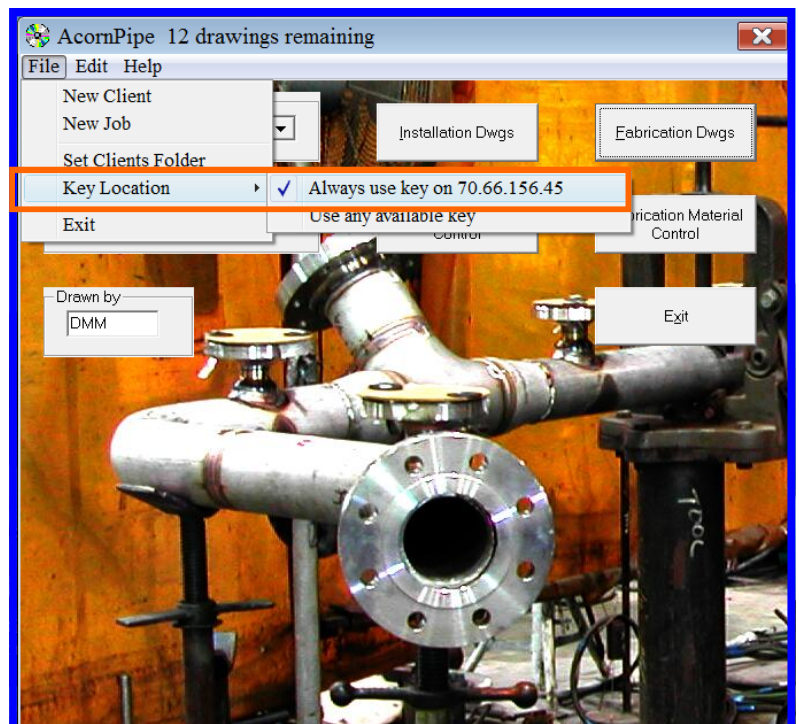 AcornPipe 12 drawings remaining
File Edit Help
New Client
New Job
Set Clients Folder
Key Location
Always use key on 70.66.156.45
Use any available key
Exit
Installation Dwgs
Fabrication Dwgs
Control
Material
Control
Drawn by
DMM
Exit
TOOL